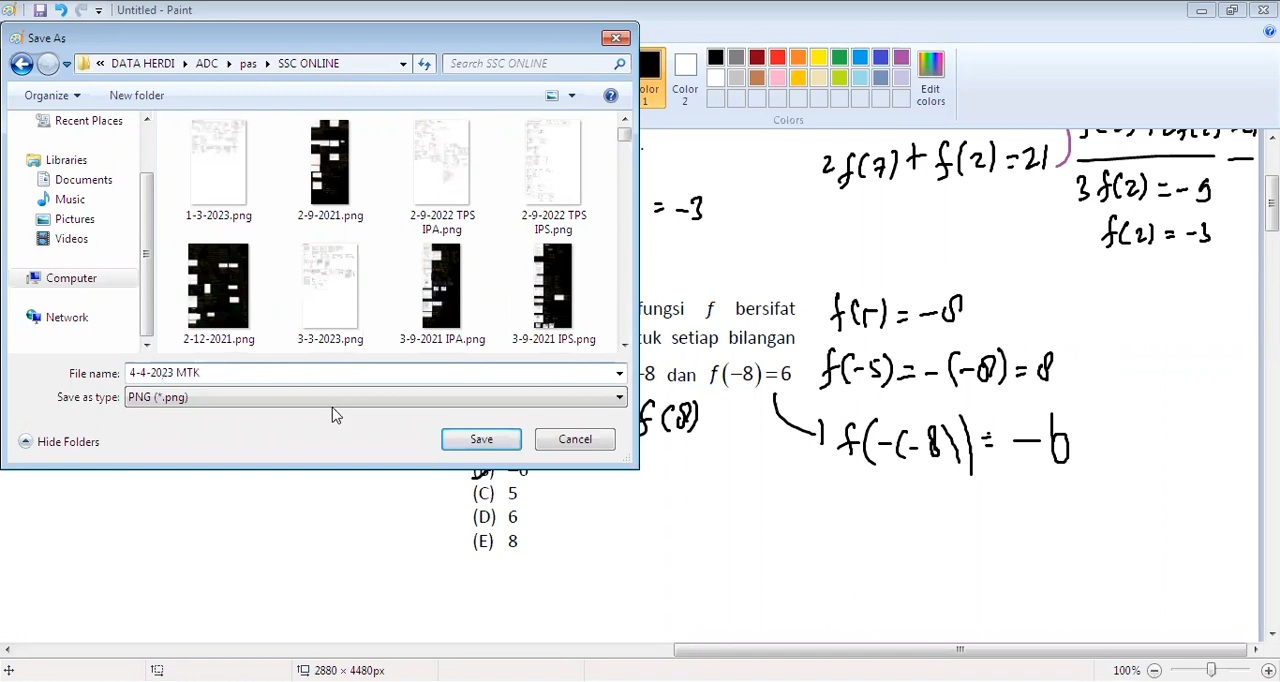 Untitled - Paint
Save As
DATA HERDI
ADC
pas
SSC ONLINE
Search SSC ONLINE
Organize
New folder
Recent Places
Libraries
Documents
Music
Pictures
Videos
Computer
Network
1-3-2023.png
2-9-2021.png
2-9-2022 TPS IPA.png
2-9-2022 TPS IPS.png
2-12-2021.png
3-3-2023.png
3-9-2021 IPA.png
3-9-2021 IPS.png
File name: 4-4-2023 MTK
Save as type: PNG (*.png)
Hide Folders
Save
Cancel
olor 1
Color 2
Edit colors
Colors
2f(7) + f(2) = 21
3f(2) = -9
f(2) = -3
= -3
fungsi f bersifat
tuk setiap bilangan
-8 dan f(−8)=6
f(8)
f(5) = -8
f(-5) = -(-8) = 8
f(-(-8)) = -6
-6
(C) 5
(D) 6
(E) 8
2880 × 4480px
100%